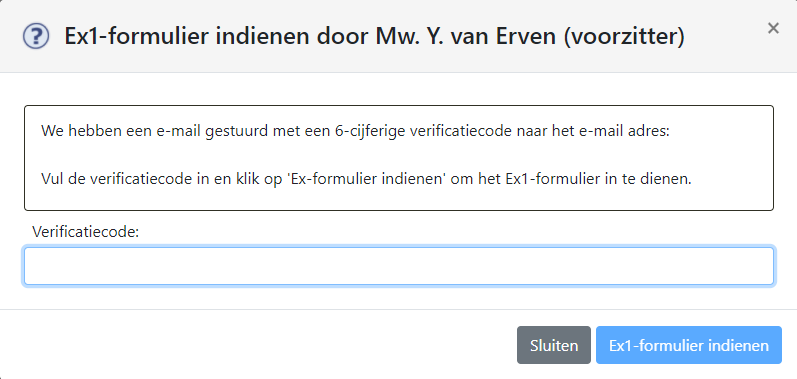 Ex1-formulier indienen door Mw. Y. van Erven (voorzitter)
×
We hebben een e-mail gestuurd met een 6-cijferige verificatiecode naar het e-mail adres:
Vul de verificatiecode in en klik op 'Ex-formulier indienen' om het Ex1-formulier in te dienen.
Verificatiecode:
Sluiten
Ex1-formulier indienen